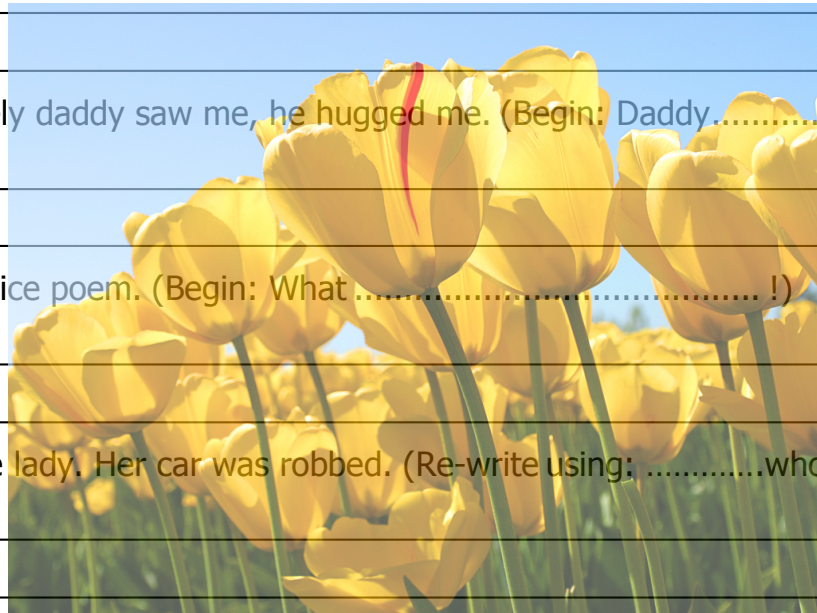 ly daddy saw me, he hugged me. (Begin: Daddy............
ice poem. (Begin: What ........................................ !)
e lady. Her car was robbed. (Re-write using: .............who